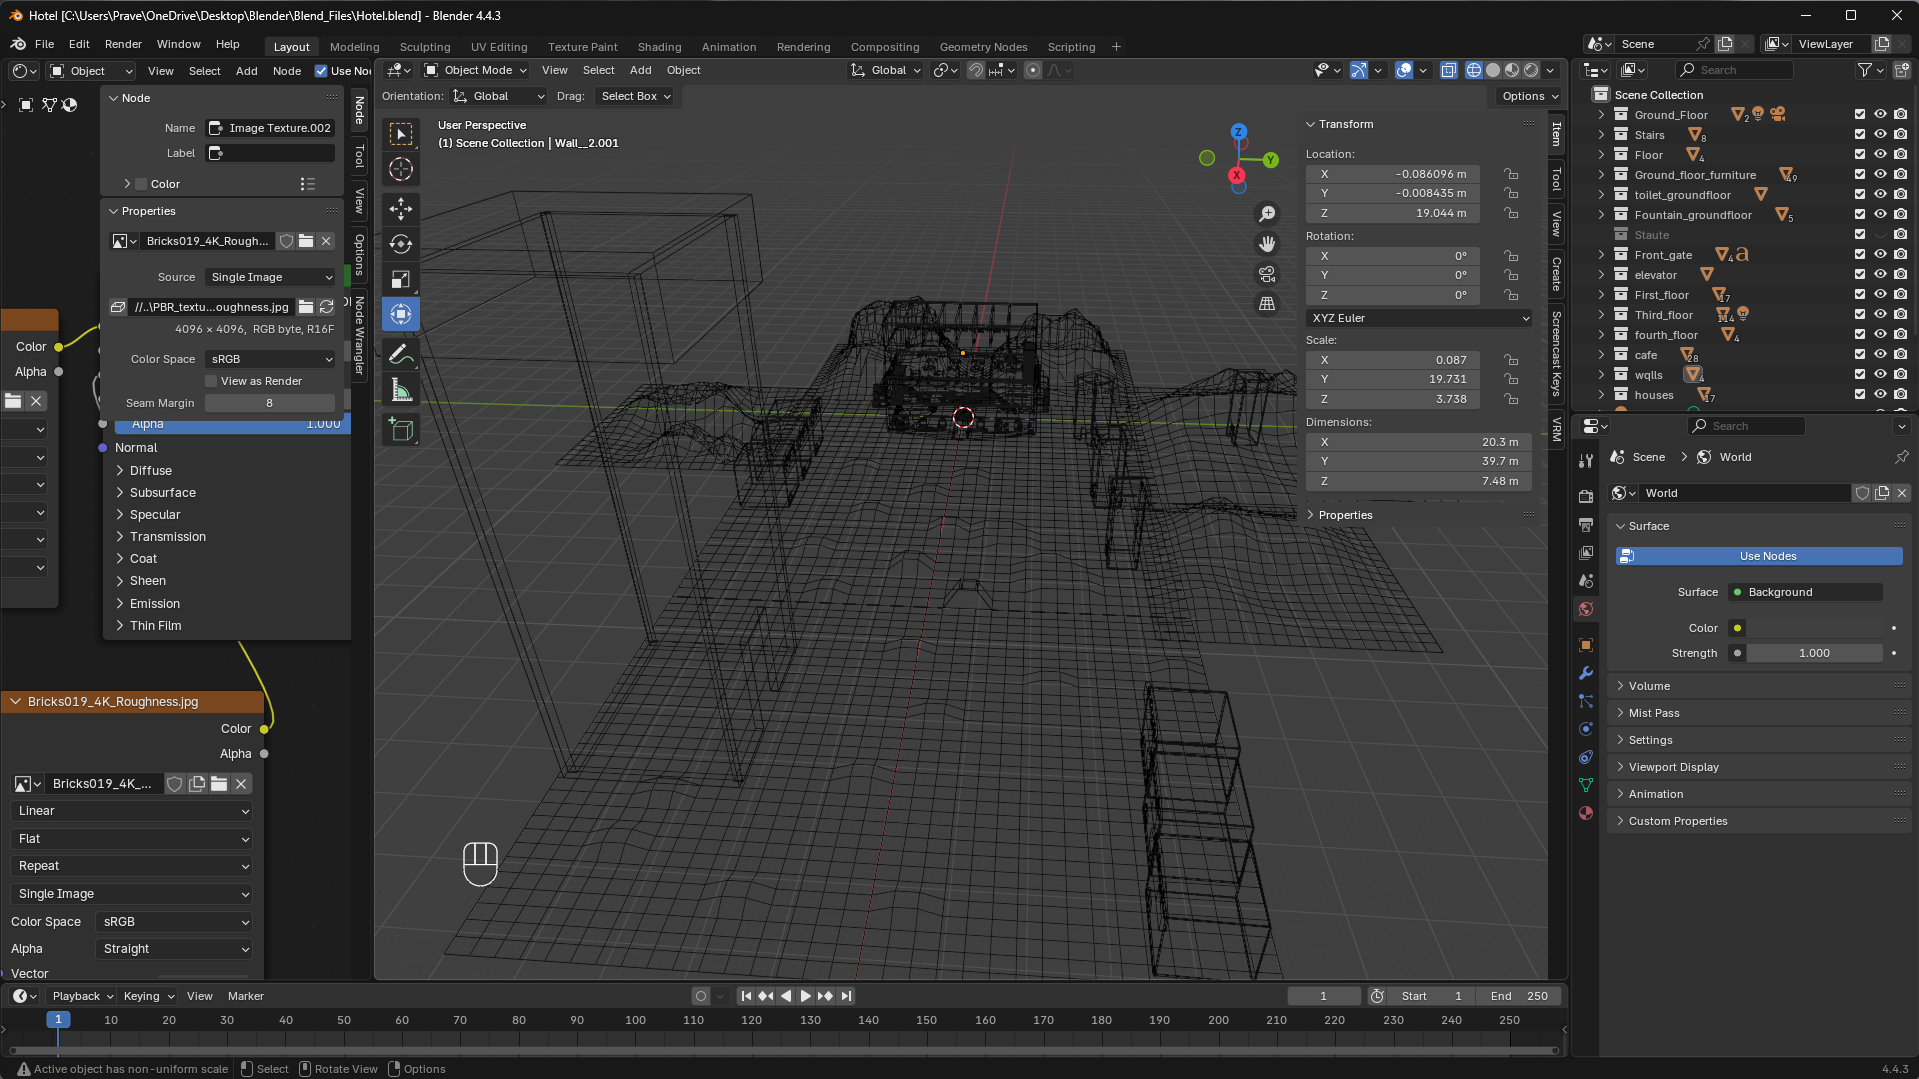 Hotel [C:\Users\Prave\OneDrive\Desktop\Blender\Blend_Files\Hotel.blend] - Blender 4.4.3
File Edit Render Window Help Layout Modeling Sculpting UV Editing Texture Paint Shading Animation Rendering Compositing Geometry Nodes Scripting + Scene ViewLayer
Object View Select Add Node Use Noc
Object Mode View Select Add Object Global
Search
Orientation: Global Drag: Select Box Options
Node
Name Image Texture.002
Label
Color
Properties
Bricks019_4K_Rough...
Source Single Image
//..\PBR_textu...oughness.jpg
4096 × 4096, RGB byte, R16F
Color Space sRGB
View as Render
Seam Margin 8
Alpha 1.000
Normal
Diffuse
Subsurface
Specular
Transmission
Coat
Sheen
Emission
Thin Film
Color
Alpha
Node
Tool
View
Options
Node Wrangler
Bricks019_4K_Roughness.jpg
Color
Alpha
Bricks019_4K_...
Linear
Flat
Repeat
Single Image
Color Space sRGB
Alpha Straight
Vector
User Perspective
(1) Scene Collection | Wall__2.001
Z
Y
X
Transform
Location:
X -0.086096 m
Y -0.008435 m
Z 19.044 m
Rotation:
X 0°
Y 0°
Z 0°
XYZ Euler
Scale:
X 0.087
Y 19.731
Z 3.738
Dimensions:
X 20.3 m
Y 39.7 m
Z 7.48 m
Properties
Item
Tool
View
Create
Screencast Keys
VRM
Scene Collection
Ground_Floor 2
Stairs 8
Floor 4
Ground_floor_furniture 49
toilet_groundfloor
Fountain_groundfloor 5
Staute
Front_gate 4
elevator
First_floor 17
Third_floor 114
fourth_floor 4
cafe 28
wqlls 4
houses 17
Search
Scene > World
World
Surface
Use Nodes
Surface Background
Color
Strength 1.000
Volume
Mist Pass
Settings
Viewport Display
Animation
Custom Properties
Playback Keying View Marker 1 Start 1 End 250
1 10 20 30 40 50 60 70 80 90 100 110 120 130 140 150 160 170 180 190 200 210 220 230 240 250
Active object has non-uniform scale Select Rotate View Options 4.4.3